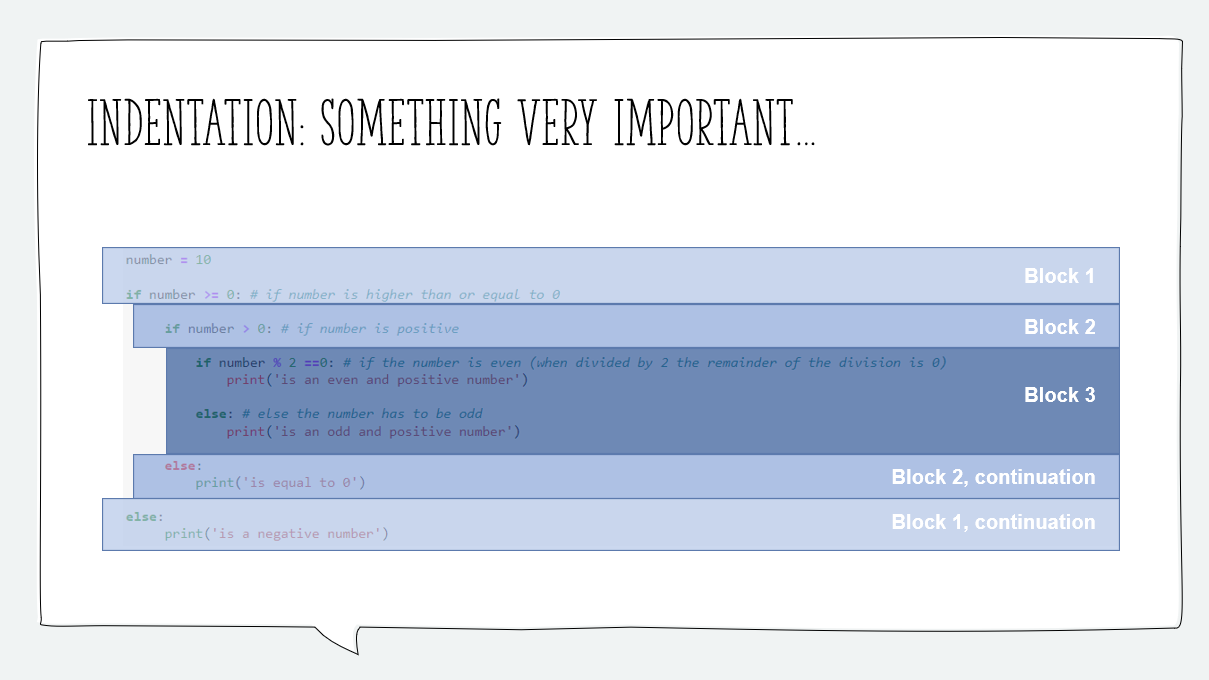 INDENTATION: SOMETHING VERY IMPORTANT...
number = 10
Block 1
if number >= 0: # if number is higher than or equal to 0
if number > 0: # if number is positive
Block 2
if number % 2 ==0: # if the number is even (when divided by 2 the remainder of the division is 0)
print('is an even and positive number')
Block 3
else: # else the number has to be odd
print('is an odd and positive number')
else:
Block 2, continuation
print('is equal to 0')
else:
Block 1, continuation
print('is a negative number')